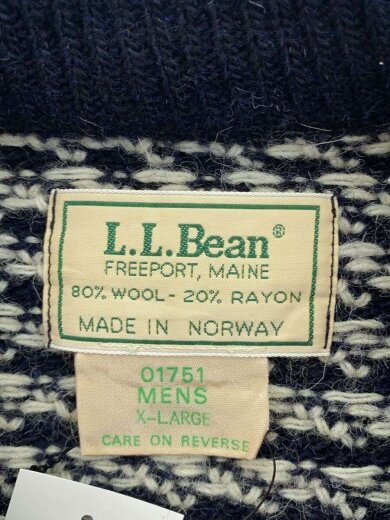 L.L.Bean®
FREEPORT, MAINE
80% WOOL - 20% RAYON
MADE IN NORWAY
01751
MENS
X-LARGE
CARE ON REVERSE